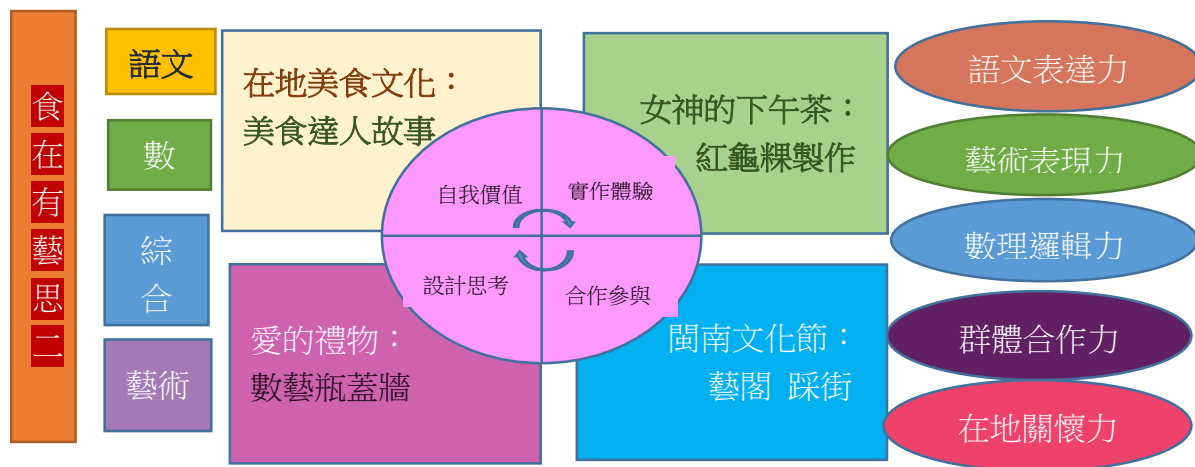 食在有藝思二
語文
數
綜
合
藝術
在地美食文化：
美食達人故事
女神的下午茶：
紅龜粿製作
自我價值
實作體驗
設計思考
合作參與
愛的禮物：
數藝瓶蓋牆
閩南文化節：
藝閣 踩街
語文表達力
藝術表現力
數理邏輯力
群體合作力
在地關懷力